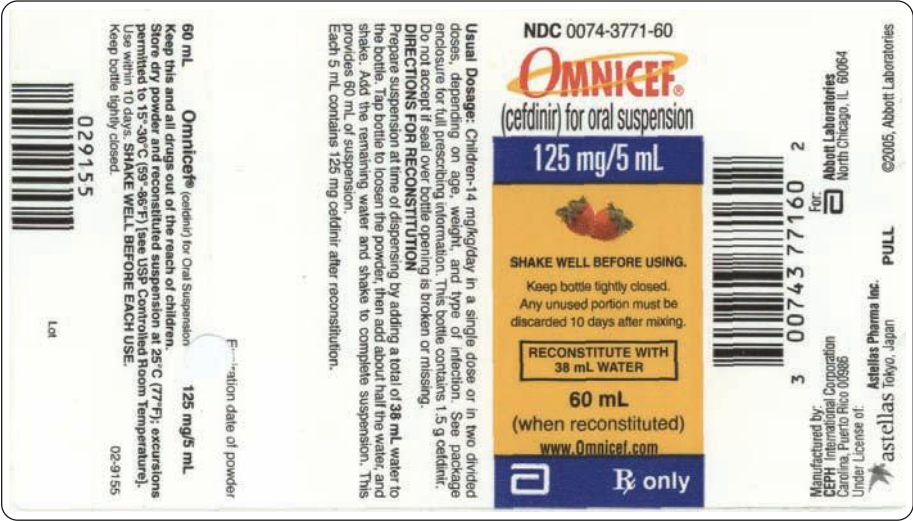 NDC 0074-3771-60
OMNICEF®
(cefdinir) for oral suspension
125 mg/5 mL
SHAKE WELL BEFORE USING.
Keep bottle tightly closed.
Any unused portion must be
discarded 10 days after mixing.
RECONSTITUTE WITH
38 mL WATER
60 mL
(when reconstituted)
www.Omnicef.com
℞ only
Usual Dosage: Children-14 mg/kg/day in a single dose or in two divided
doses, depending on age, weight, and type of infection. See package
enclosure for full prescribing information. This bottle contains 1.5 g cefdinir.
Do not accept if seal over bottle opening is broken or missing.
DIRECTIONS FOR RECONSTITUTION
Prepare suspension at time of dispensing by adding a total of 38 mL water to
the bottle. Tap bottle to loosen the powder, then add about half the water, and
shake. Add the remaining water and shake to complete suspension. This
provides 60 mL of suspension.
Each 5 mL contains 125 mg cefdinir after reconstitution.
date of powder
60 mL Omnicef® (cefdinir) for Oral Suspension 125 mg/5 mL
Keep this and all drugs out of the reach of children.
Store dry powder and reconstituted suspension at 25°C (77°F); excursions
permitted to 15°-30°C (59°-86°F) [see USP Controlled Room Temperature].
Use within 10 days. SHAKE WELL BEFORE EACH USE.
Keep bottle tightly closed.
02-9155
029155
Lot
3 00743 77160 2
Manufactured by:
CEPH International Corporation
Carolina, Puerto Rico 00986
Under License of:
Astellas Pharma Inc.
astellas Tokyo, Japan
For:
Abbott Laboratories
North Chicago, IL 60064
PULL
©2005, Abbott Laboratories